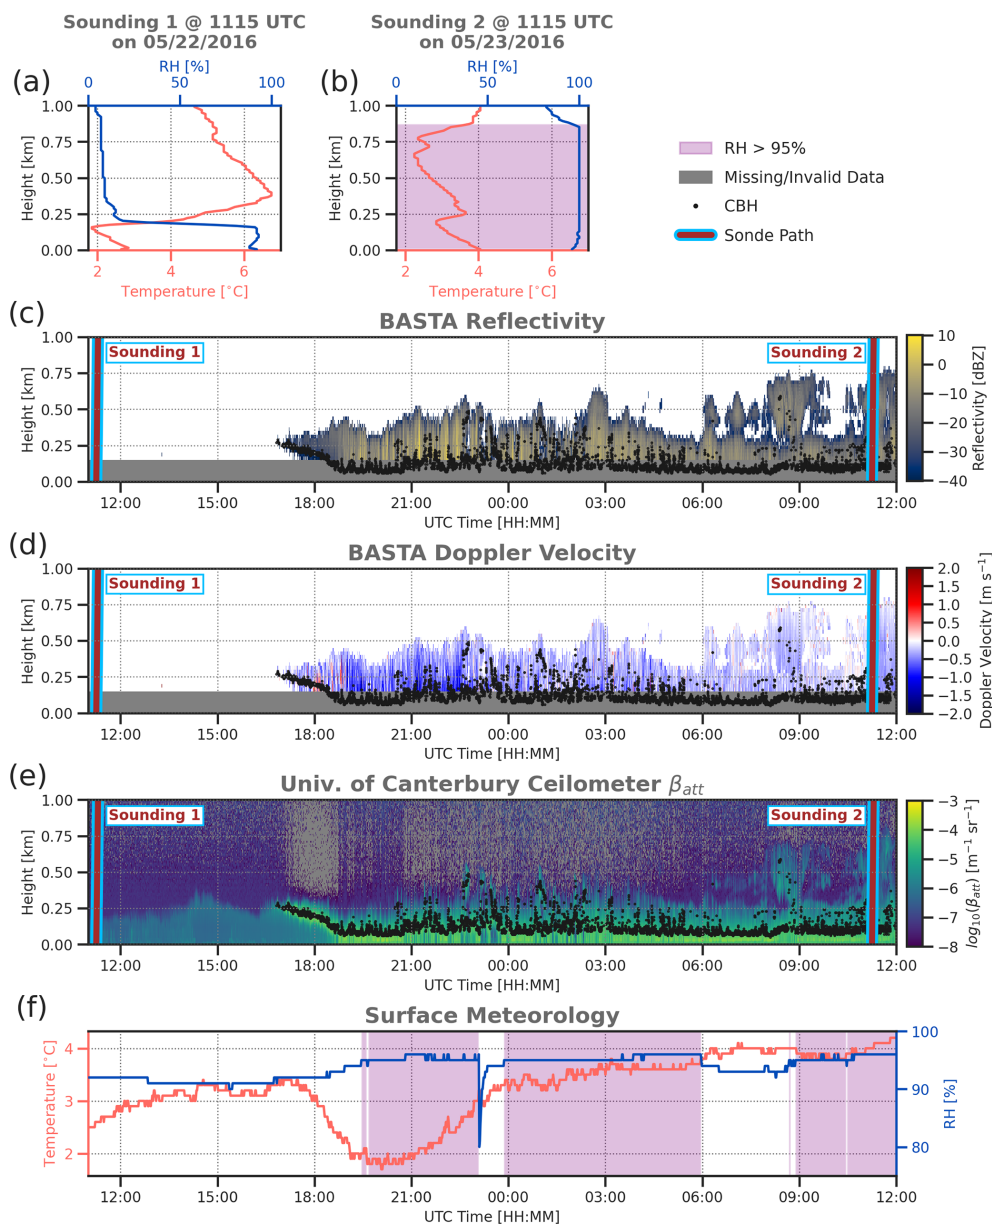 Sounding 1 @ 1115 UTC
on 05/22/2016
Sounding 2 @ 1115 UTC
on 05/23/2016
(a)
RH [%]
0 50 100
1.00
0.75
0.50
0.25
0.00
Height [km]
2 4 6
Temperature [°C]
(b)
RH [%]
0 50 100
1.00
0.75
0.50
0.25
0.00
Height [km]
2 4 6
Temperature [°C]
RH > 95%
Missing/Invalid Data
CBH
Sonde Path
(c)
BASTA Reflectivity
Sounding 1
Sounding 2
1.00
0.75
0.50
0.25
0.00
Height [km]
12:00 15:00 18:00 21:00 00:00 03:00 06:00 09:00 12:00
UTC Time [HH:MM]
10
0
−10
−20
−30
−40
Reflectivity [dBZ]
(d)
BASTA Doppler Velocity
Sounding 1
Sounding 2
1.00
0.75
0.50
0.25
0.00
Height [km]
12:00 15:00 18:00 21:00 00:00 03:00 06:00 09:00 12:00
UTC Time [HH:MM]
2.0
1.5
1.0
0.5
0.0
−0.5
−1.0
−1.5
−2.0
Doppler Velocity [m s⁻¹]
(e)
Univ. of Canterbury Ceilometer βatt
Sounding 1
Sounding 2
1.00
0.75
0.50
0.25
0.00
Height [km]
12:00 15:00 18:00 21:00 00:00 03:00 06:00 09:00 12:00
UTC Time [HH:MM]
−3
−4
−5
−6
−7
−8
log₁₀(βatt) [m⁻¹ sr⁻¹]
(f)
Surface Meteorology
4
3
2
Temperature [°C]
100
90
80
RH [%]
12:00 15:00 18:00 21:00 00:00 03:00 06:00 09:00 12:00
UTC Time [HH:MM]